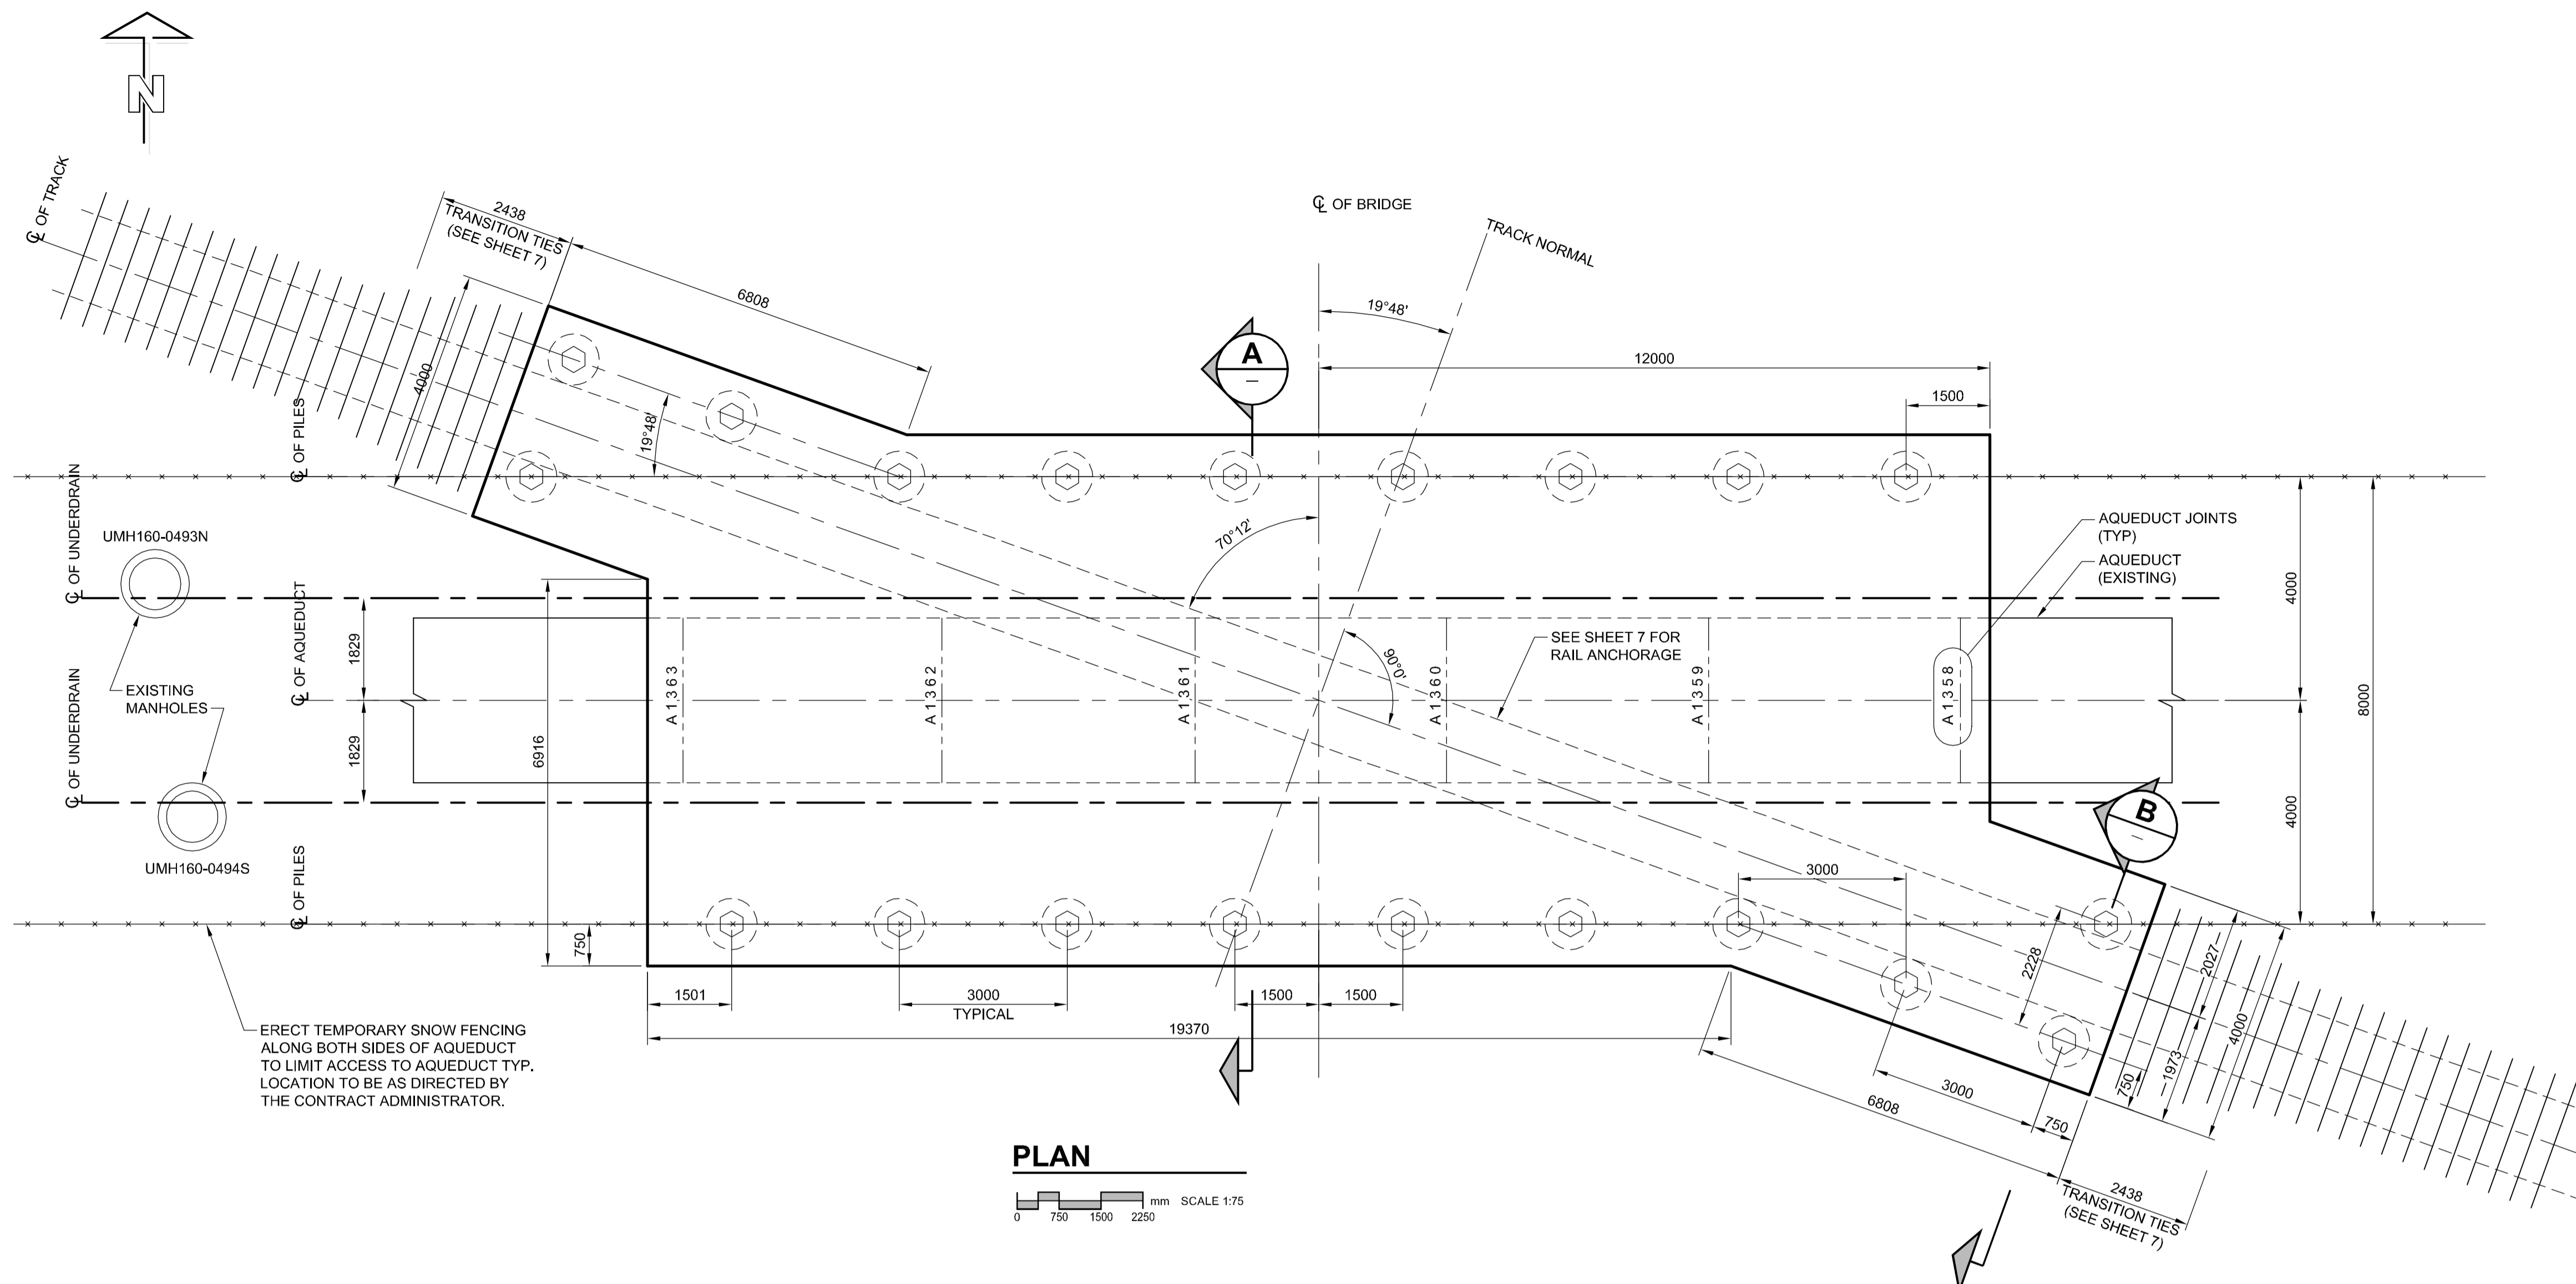 N
℄ OF TRACK
2438
TRANSITION TIES
(SEE SHEET 7)
6808
4000
19°48'
℄ OF BRIDGE
TRACK NORMAL
19°48'
A
–
12000
1500
℄ OF PILES
℄ OF UNDERDRAIN
UMH160-0493N
70°12'
AQUEDUCT JOINTS
(TYP)
AQUEDUCT
(EXISTING)
4000
8000
℄ OF AQUEDUCT
1829
EXISTING
MANHOLES
1829
6916
A1363
A1362
A1361
A1360
A1359
A1358
90°0'
SEE SHEET 7 FOR
RAIL ANCHORAGE
℄ OF UNDERDRAIN
4000
B
–
UMH160-0494S
℄ OF PILES
3000
2228
2027
4000
1973
750
750
1501
3000
TYPICAL
1500
1500
19370
3000
750
6808
2438
TRANSITION TIES
(SEE SHEET 7)
ERECT TEMPORARY SNOW FENCING
ALONG BOTH SIDES OF AQUEDUCT
TO LIMIT ACCESS TO AQUEDUCT TYP.
LOCATION TO BE AS DIRECTED BY
THE CONTRACT ADMINISTRATOR.
PLAN
mm SCALE 1:75
0 750 1500 2250